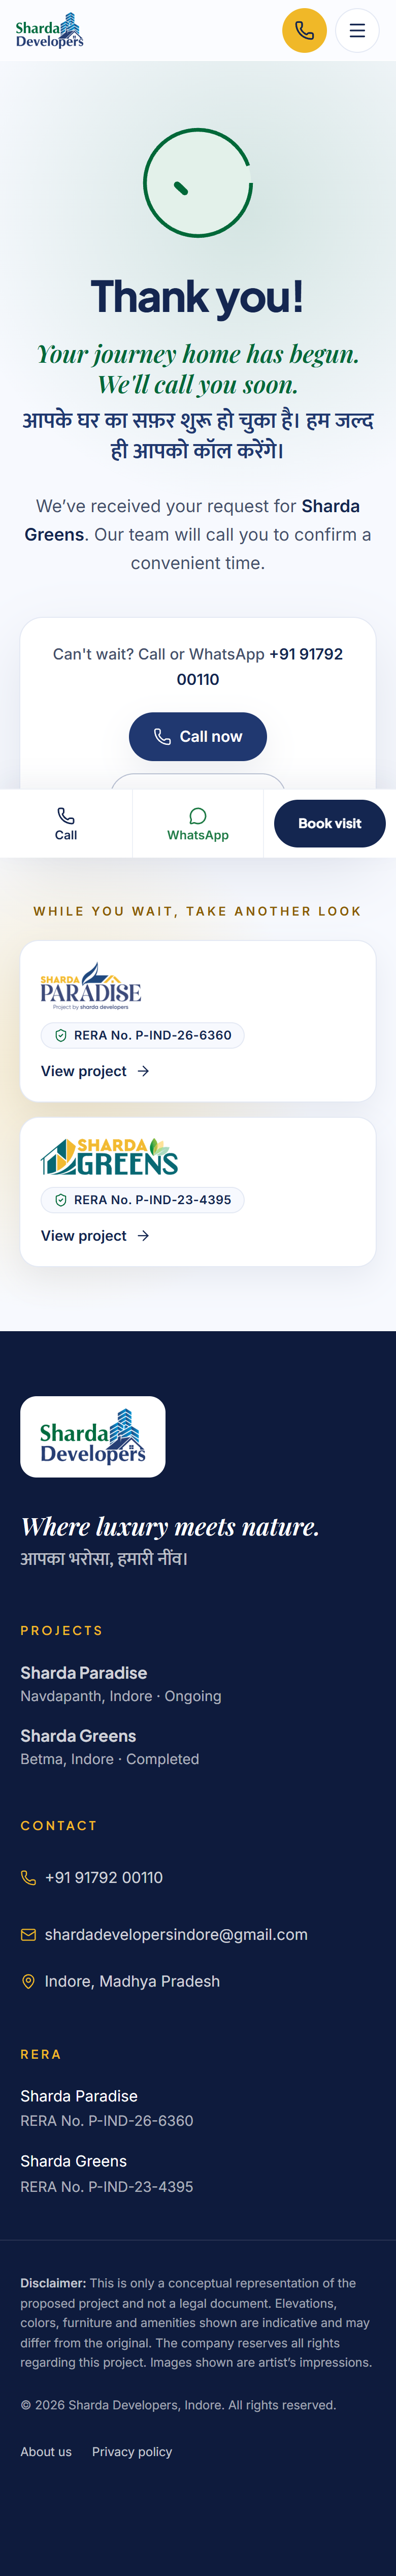 Sharda
Developers
Thank you!
Your journey home has begun.
We'll call you soon.
आपके घर का सफ़र शुरू हो चुका है। हम जल्द
ही आपको कॉल करेंगे।
We've received your request for Sharda
Greens. Our team will call you to confirm a
convenient time.
Can't wait? Call or WhatsApp +91 91792
00110
Call now
Call
WhatsApp
Book visit
WHILE YOU WAIT, TAKE ANOTHER LOOK
SHARDA
PARADISE
Project by sharda developers
RERA No. P-IND-26-6360
View project
SHARDA
GREENS
RERA No. P-IND-23-4395
View project
Sharda
Developers
Where luxury meets nature.
आपका भरोसा, हमारी नींव।
PROJECTS
Sharda Paradise
Navdapanth, Indore · Ongoing
Sharda Greens
Betma, Indore · Completed
CONTACT
+91 91792 00110
shardadevelopersindore@gmail.com
Indore, Madhya Pradesh
RERA
Sharda Paradise
RERA No. P-IND-26-6360
Sharda Greens
RERA No. P-IND-23-4395
Disclaimer: This is only a conceptual representation of the
proposed project and not a legal document. Elevations,
colors, furniture and amenities shown are indicative and may
differ from the original. The company reserves all rights
regarding this project. Images shown are artist's impressions.
© 2026 Sharda Developers, Indore. All rights reserved.
About us Privacy policy